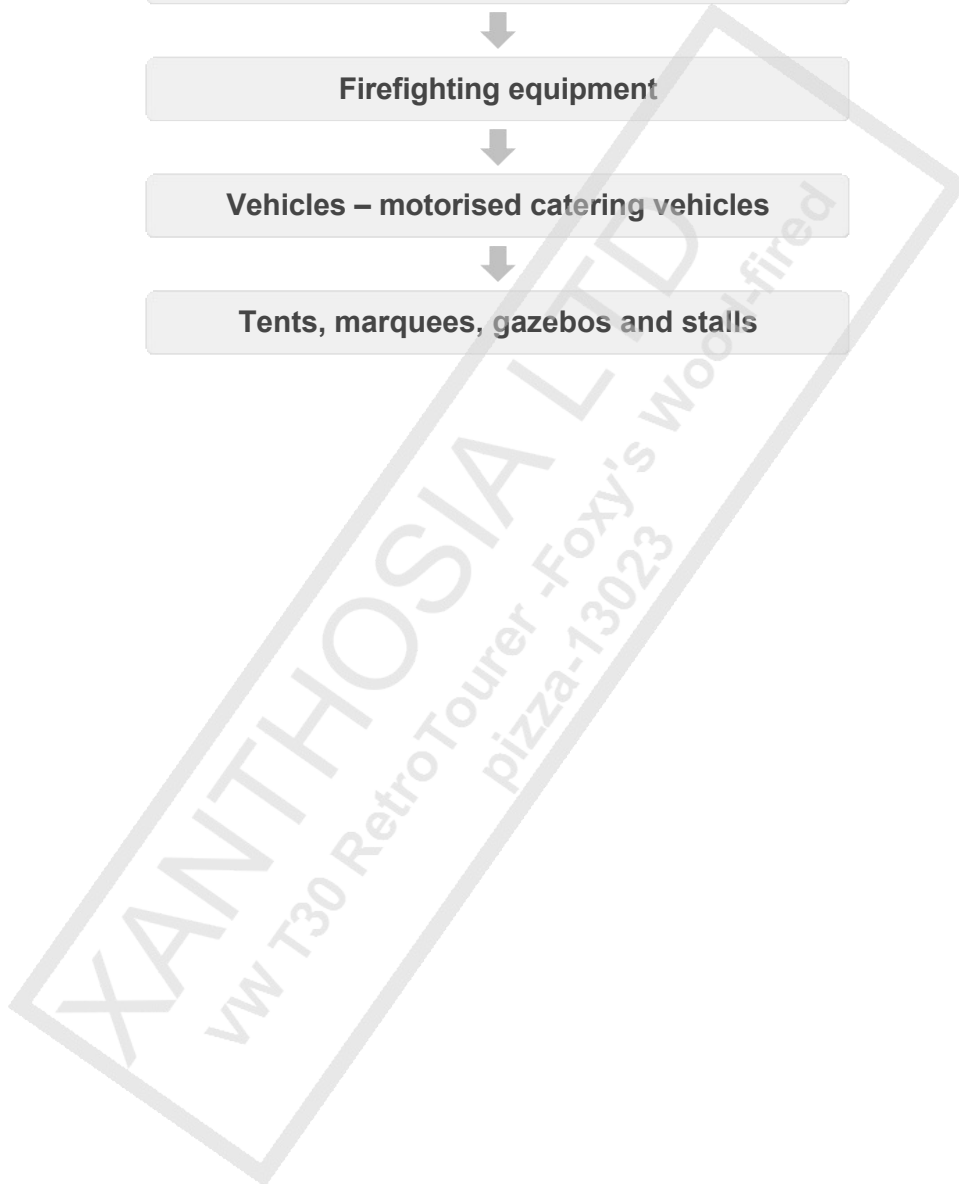 Firefighting equipment
Vehicles – motorised catering vehicles
Tents, marquees, gazebos and stalls
XANTHOSIA LTD
VW T30 RetroTourer -Foxy's Wood-fired
pizza-13023